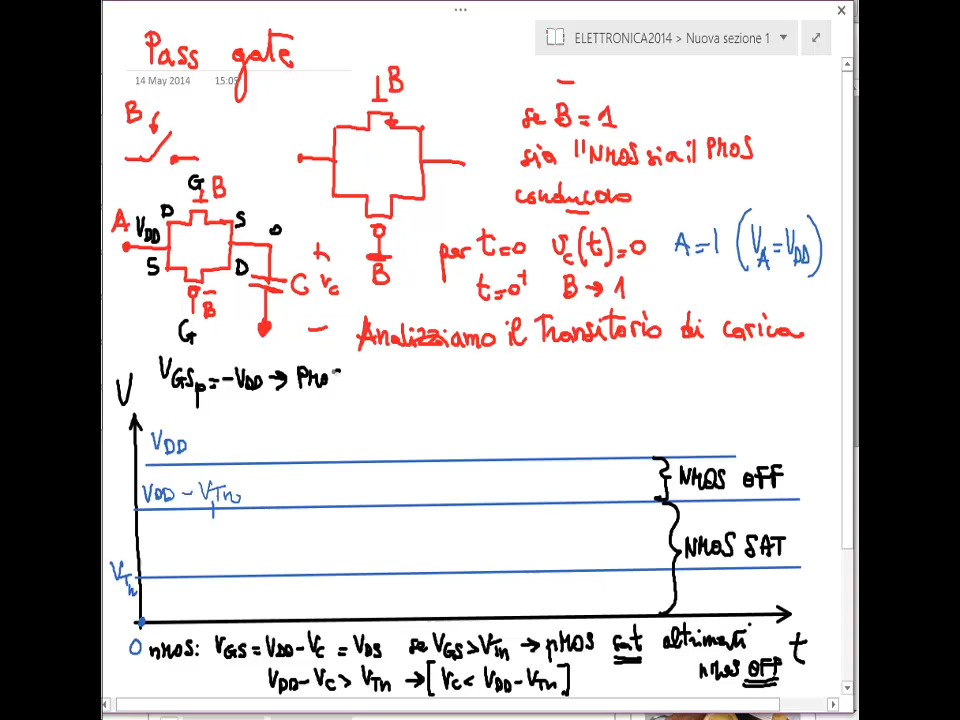 ELETTRONICA2014 > Nuova sezione 1
Pass gate
14 May 2014 15:05
B
B
B
se B = 1
sia l'NMOS sia il PMOS
conducono
G B
A VDD D S 0
S D C + vc -
B̄
G
per t=0 vc(t)=0 A=1 (VA=VDD)
t=0+ B → 1
Analizziamo il Transitorio di carica
VGSp = -VDD → PMO
V
VDD
VDD - VTn
NMOS OFF
NMOS SAT
VTn
0
t
nMOS: VGS = VDD - VC = VDS se VGS > VTn → nMOS sat altrimenti
nMOS OFF
VDD - VC > VTn → [VC < VDD - VTn]